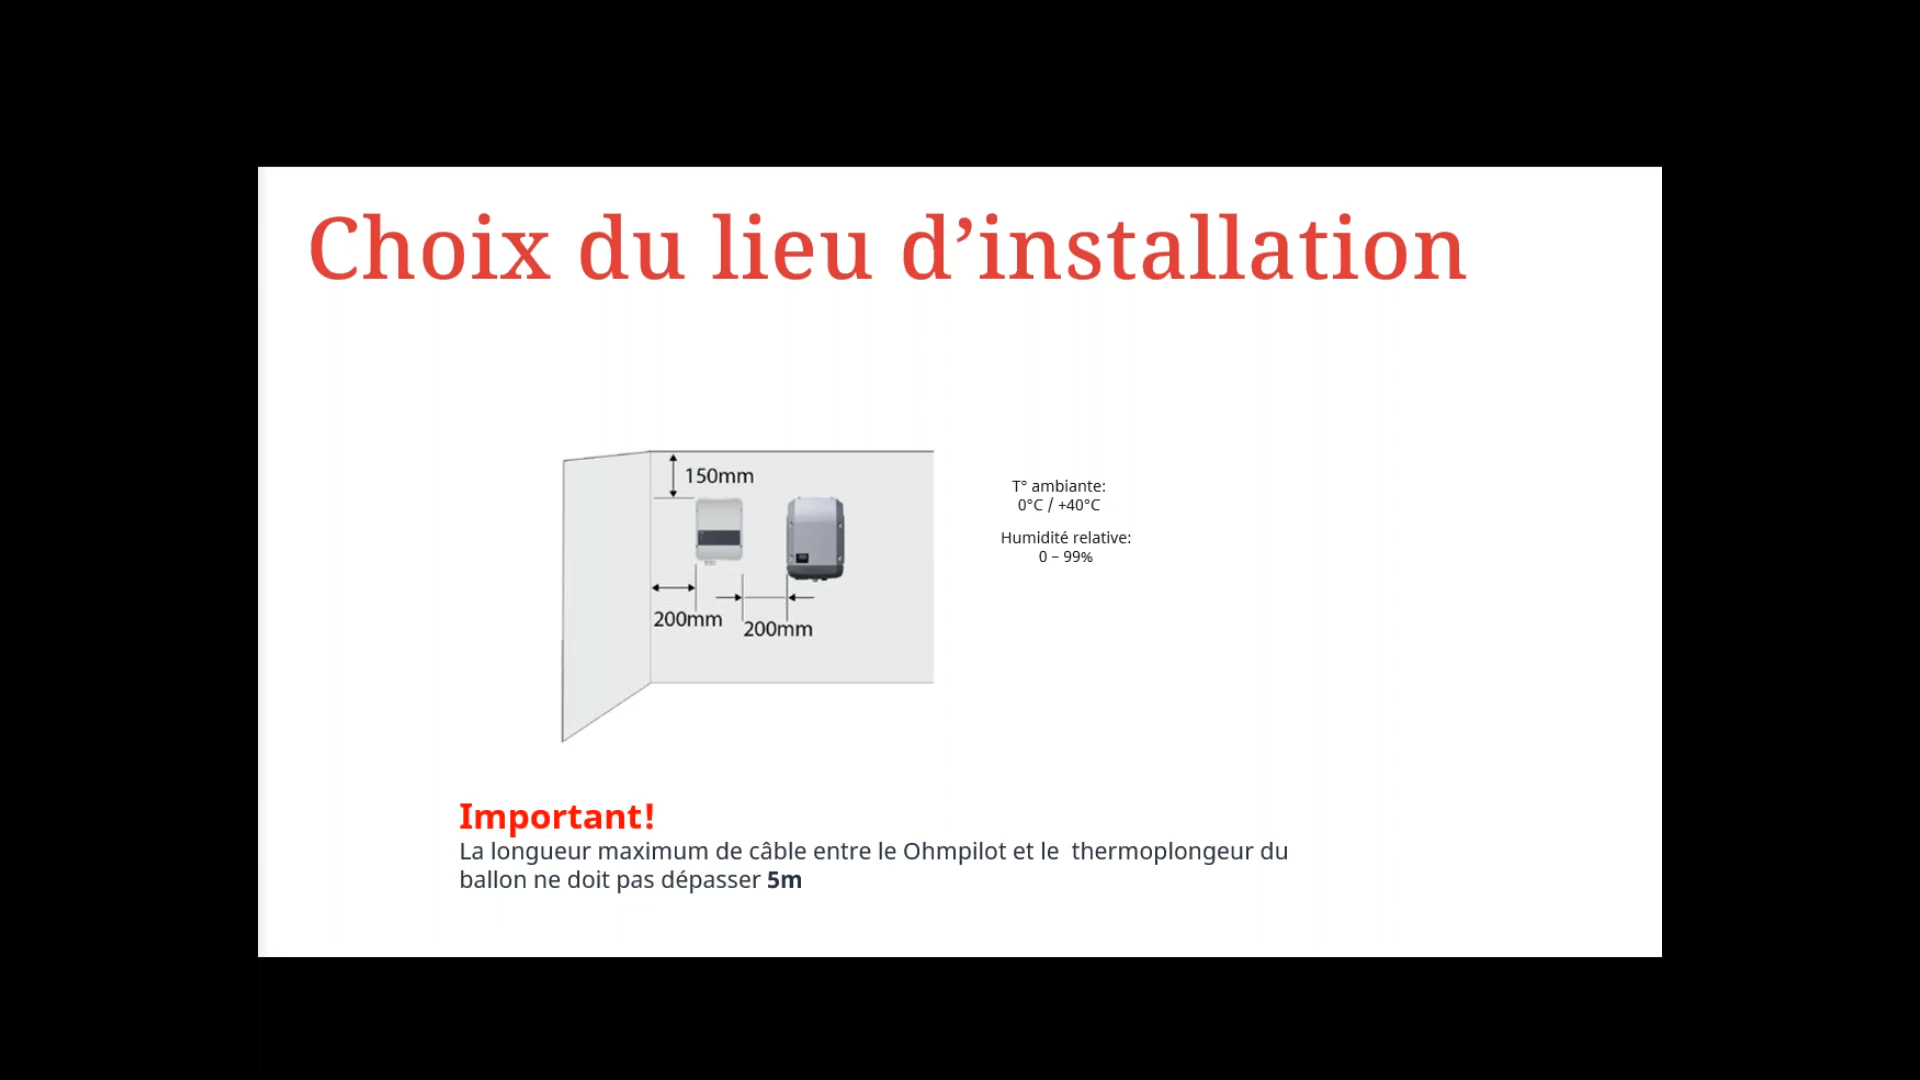 Choix du lieu d’installation
150mm
200mm
200mm
T° ambiante:
0°C / +40°C
Humidité relative:
0 – 99%
Important!
La longueur maximum de câble entre le Ohmpilot et le  thermoplongeur du
ballon ne doit pas dépasser 5m